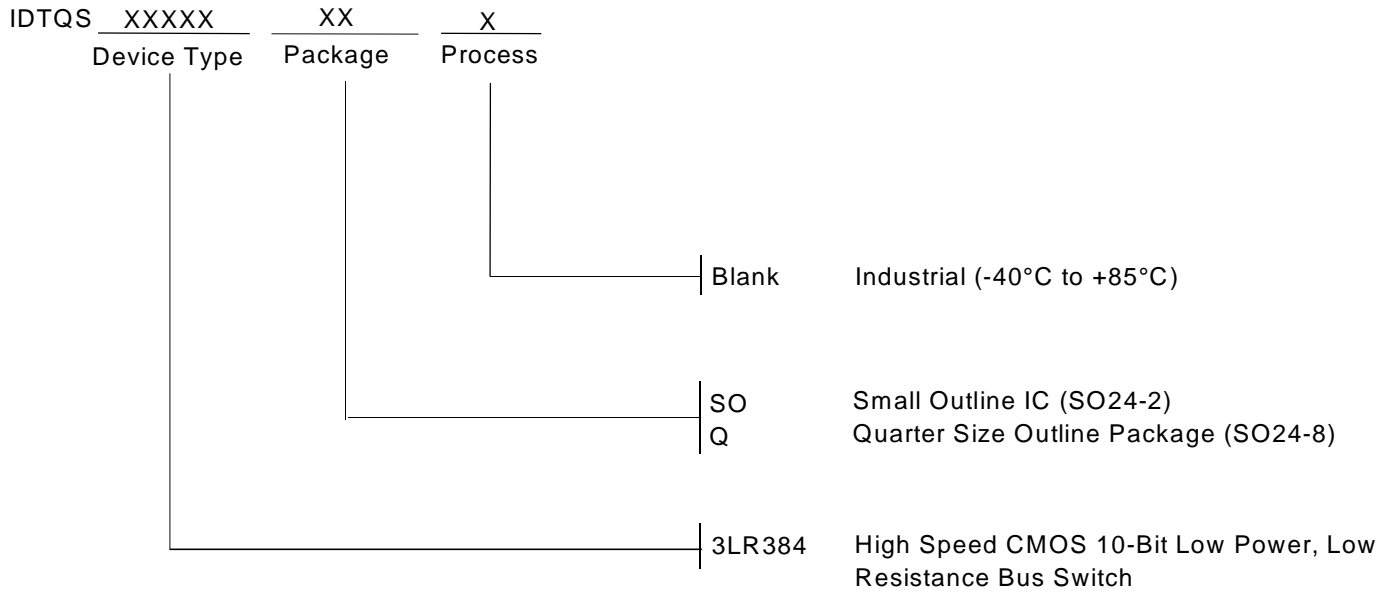 IDTQS XXXXX XX X
Device Type Package Process
Blank Industrial (-40°C to +85°C)
SO Small Outline IC (SO24-2)
Q Quarter Size Outline Package (SO24-8)
3LR384 High Speed CMOS 10-Bit Low Power, Low
Resistance Bus Switch